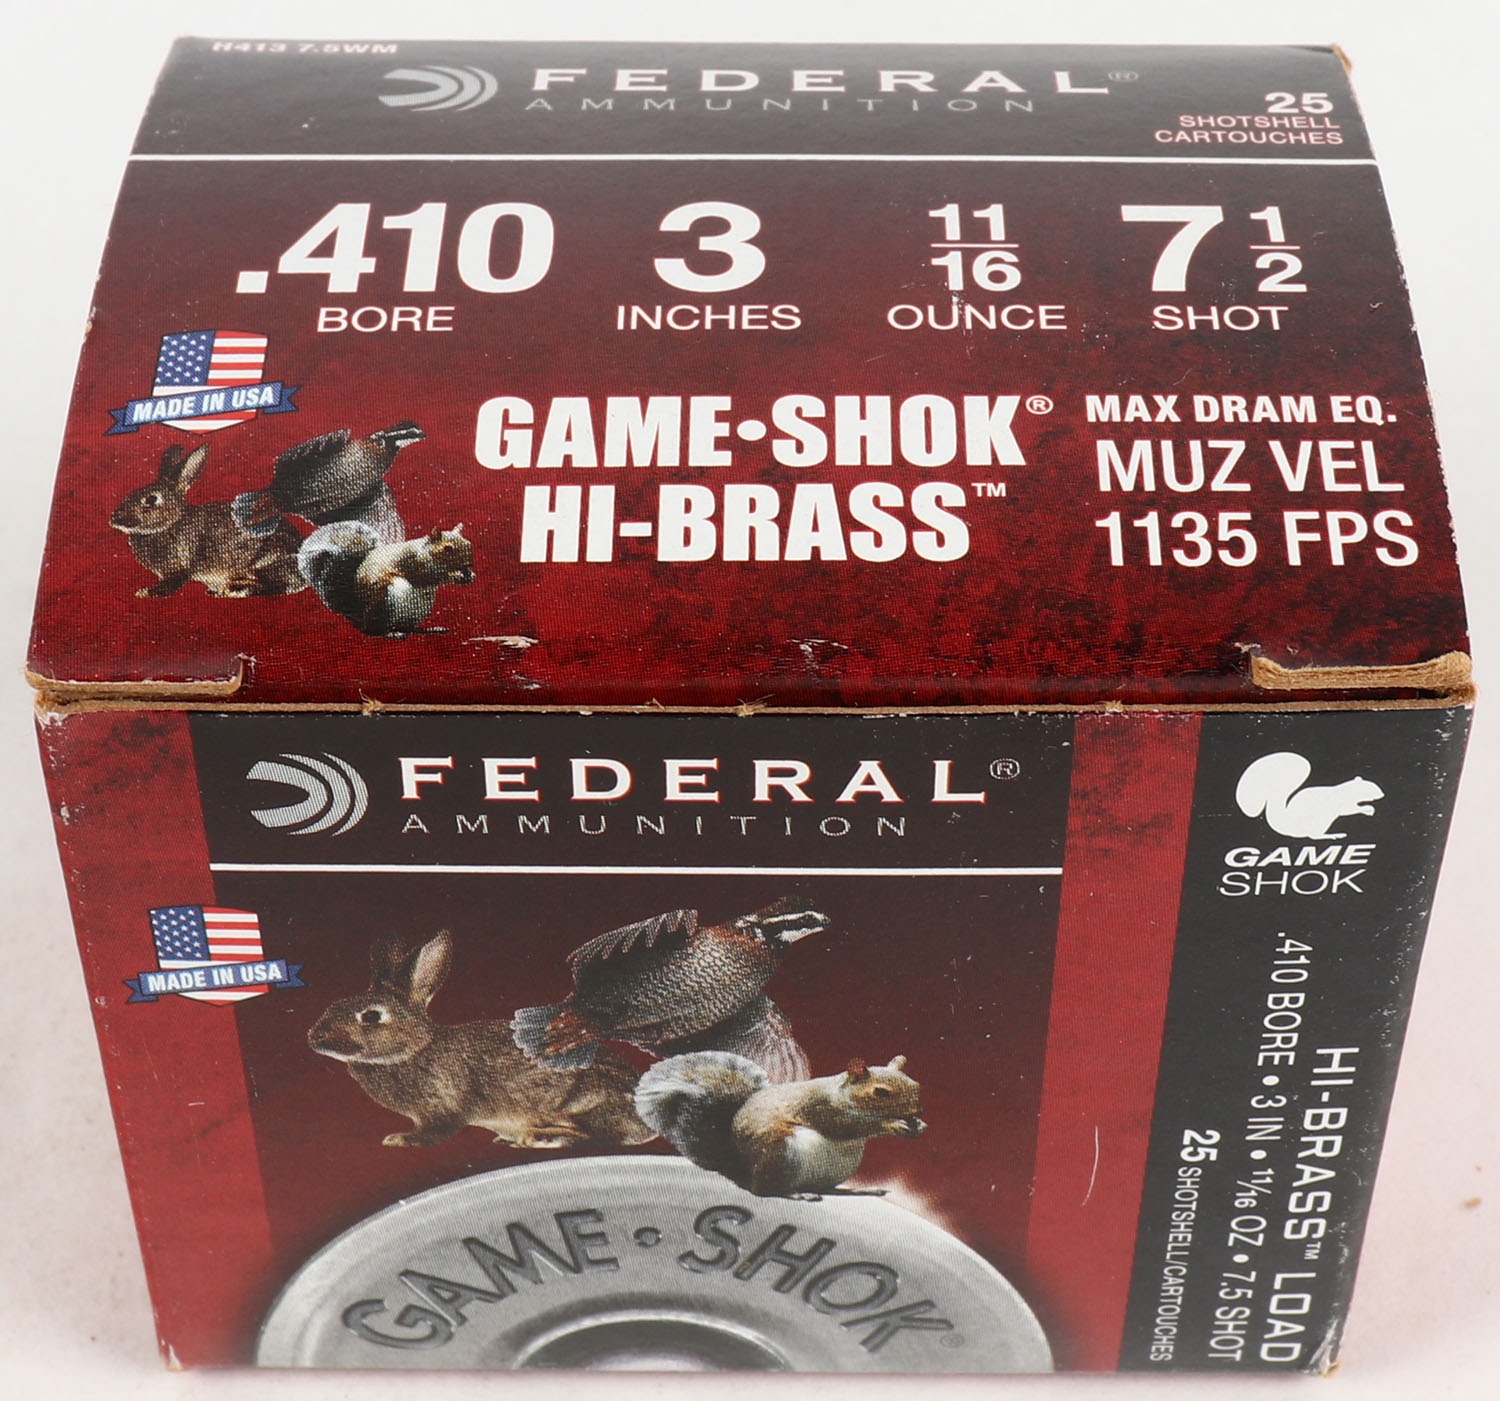 H413 7.5WM
FEDERAL®
AMMUNITION
25
SHOTSHELL
CARTOUCHES
.410 3 11/16 7 1/2
BORE INCHES OUNCE SHOT
MADE IN USA
GAME•SHOK®
HI-BRASS™
MAX DRAM EQ.
MUZ VEL
1135 FPS
FEDERAL®
AMMUNITION
MADE IN USA
GAME•SHOK®
GAME
SHOK
HI-BRASS™ LOAD
.410 BORE • 3 IN • 11/16 OZ • 7.5 SHOT
25 SHOTSHELL/CARTOUCHES